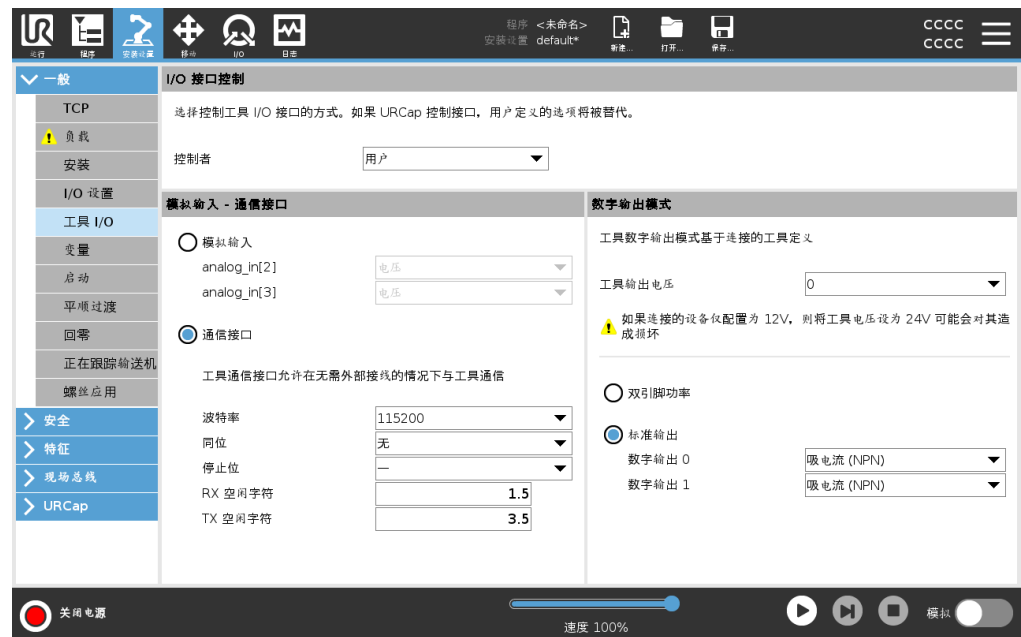 UR
运行
程序
安装设置
移动
I/O
日志
程序 <未命名>
安装设置 default*
新建...
打开...
保存...
CCCC
CCCC
一般
TCP
负载
安装
I/O 设置
工具 I/O
变量
启动
平顺过渡
回零
正在跟踪输送机
螺丝应用
安全
特征
现场总线
URCap
I/O 接口控制
选择控制工具 I/O 接口的方式。如果 URCap 控制接口，用户定义的选项将被替代。
控制者
用户
模拟输入 - 通信接口
模拟输入
analog_in[2]
电压
analog_in[3]
电压
通信接口
工具通信接口允许在无需外部接线的情况下与工具通信
波特率
115200
同位
无
停止位
一
RX 空闲字符
1.5
TX 空闲字符
3.5
数字输出模式
工具数字输出模式基于连接的工具定义
工具输出电压
0
如果连接的设备仅配置为 12V，则将工具电压设为 24V 可能会对其造
成损坏
双引脚功率
标准输出
数字输出 0
吸电流 (NPN)
数字输出 1
吸电流 (NPN)
关闭电源
速度 100%
模拟